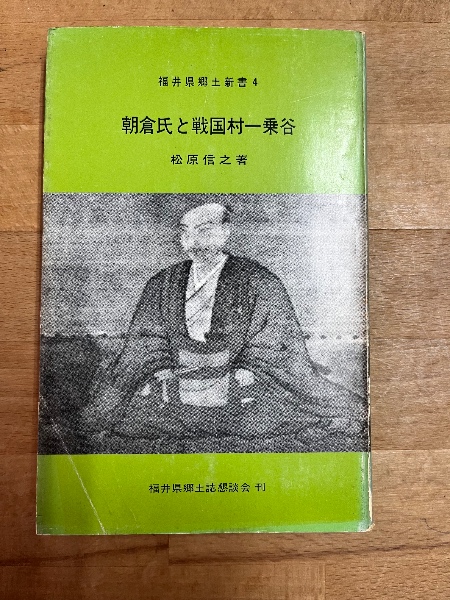 福井県郷土新書4
朝倉氏と戦国村一乗谷
松原信之著
福井県郷土誌懇談会 刊